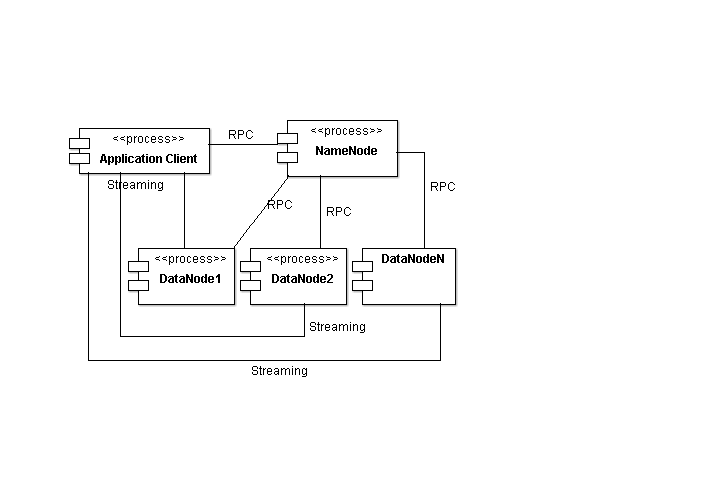 <<process>>
Application Client
RPC
<<process>>
NameNode
Streaming
RPC
RPC
RPC
<<process>>
DataNode1
<<process>>
DataNode2
DataNodeN
Streaming
Streaming